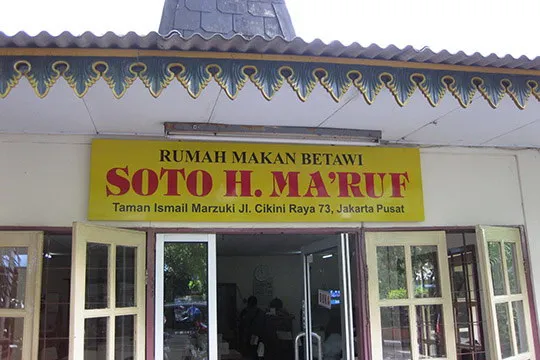 RUMAH MAKAN BETAWI
SOTO H. MA'RUF
Taman Ismail Marzuki Jl. Cikini Raya 73, Jakarta Pusat